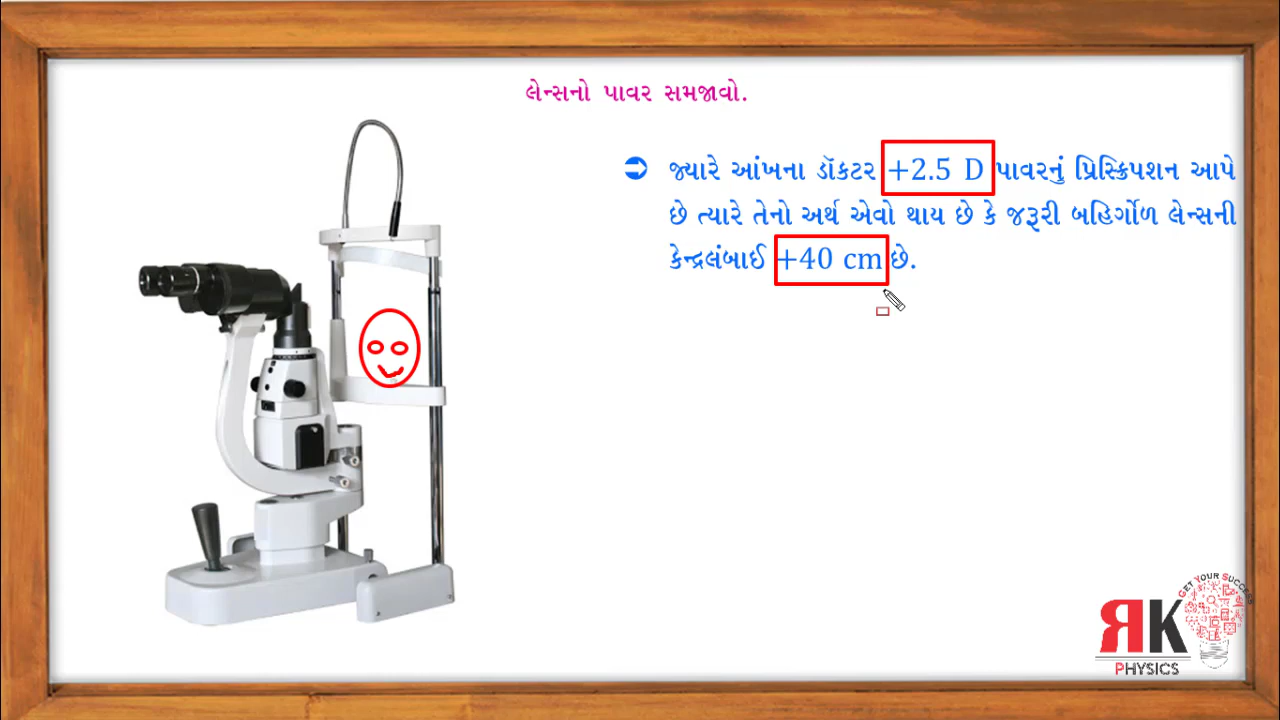 લેન્સનો પાવર સમજાવો.
➲ જ્યારે આંખના ડૉકટર +2.5 D પાવરનું પ્રિસ્ક્રિપશન આપે
છે ત્યારે તેનો અર્થ એવો થાય છે કે જરૂરી બહિર્ગોળ લેન્સની
કેન્દ્રલંબાઈ +40 cm છે.
GET YOUR SUCCESS
RK
PHYSICS